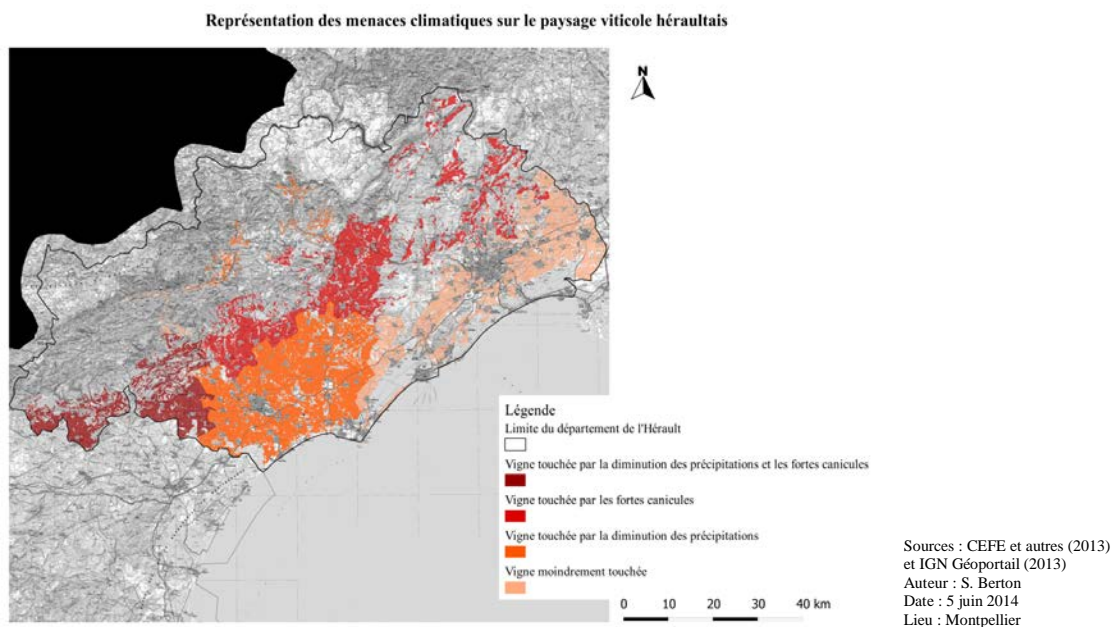 Représentation des menaces climatiques sur le paysage viticole héraultais
N
Légende
Limite du département de l'Hérault
Vigne touchée par la diminution des précipitations et les fortes canicules
Vigne touchée par les fortes canicules
Vigne touchée par la diminution des précipitations
Vigne moindrement touchée
0 10 20 30 40 km
Sources : CEFE et autres (2013)
et IGN Géoportail (2013)
Auteur : S. Berton
Date : 5 juin 2014
Lieu : Montpellier